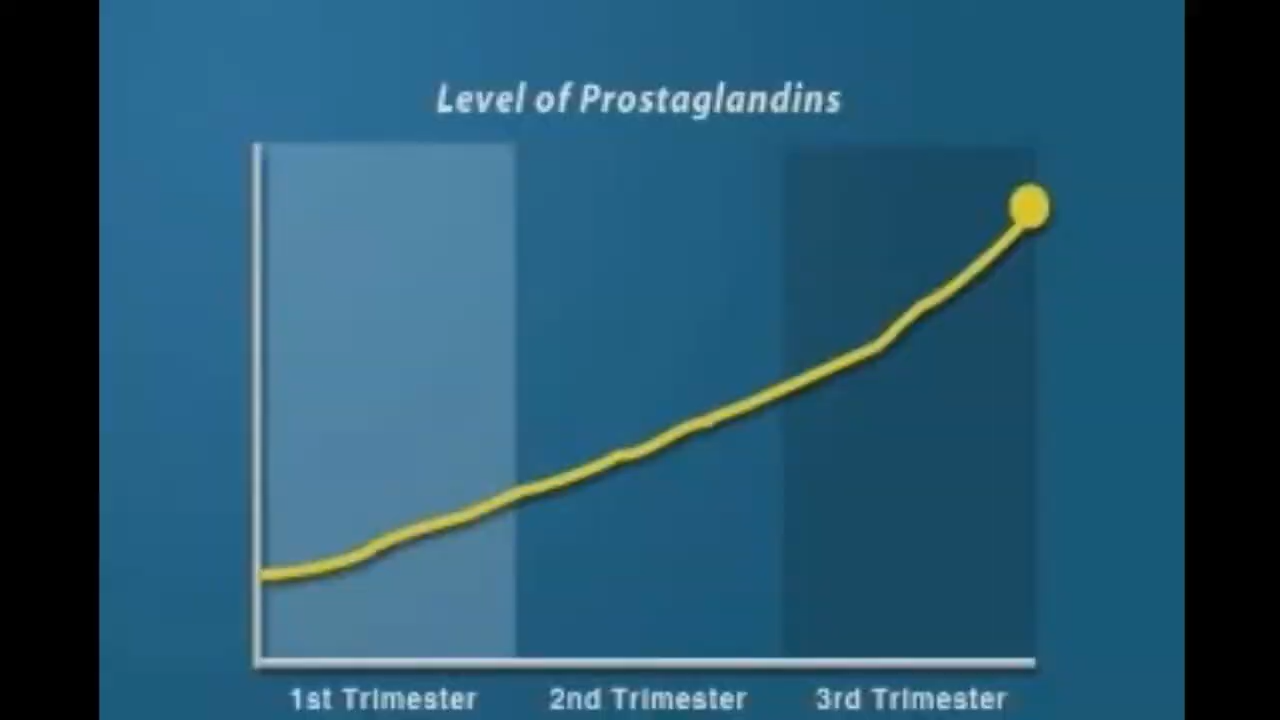 Level of Prostaglandins
1st Trimester
2nd Trimester
3rd Trimester